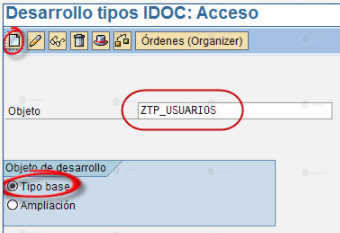 Desarrollo tipos IDOC: Acceso
Órdenes (Organizer)
Objeto ZTP_USUARIOS
Objeto de desarrollo
Tipo base
Ampliación